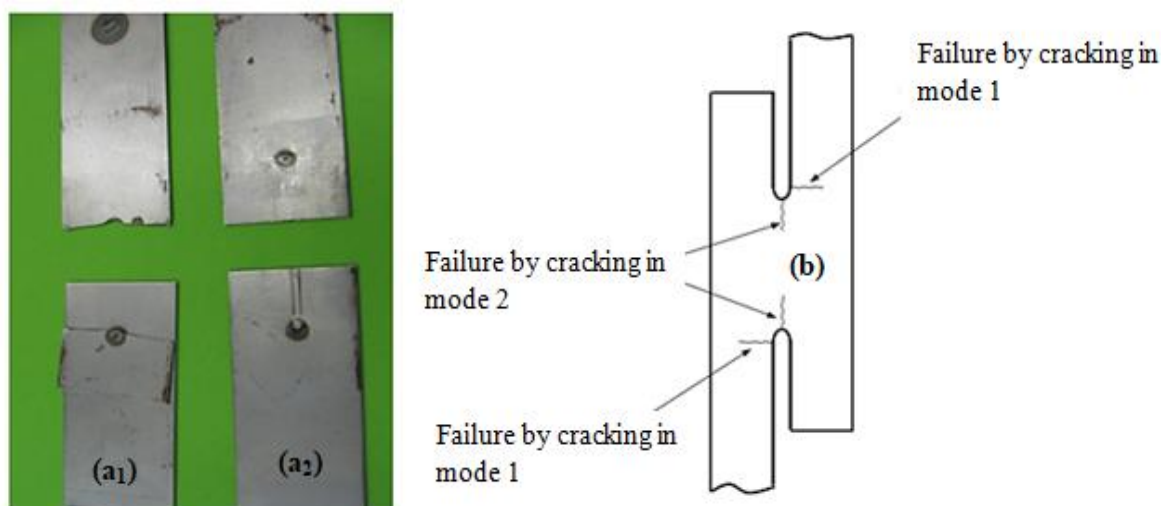 Failure by cracking in
mode 1
Failure by cracking in
mode 2
(b)
Failure by cracking in
mode 1
(a1)
(a2)